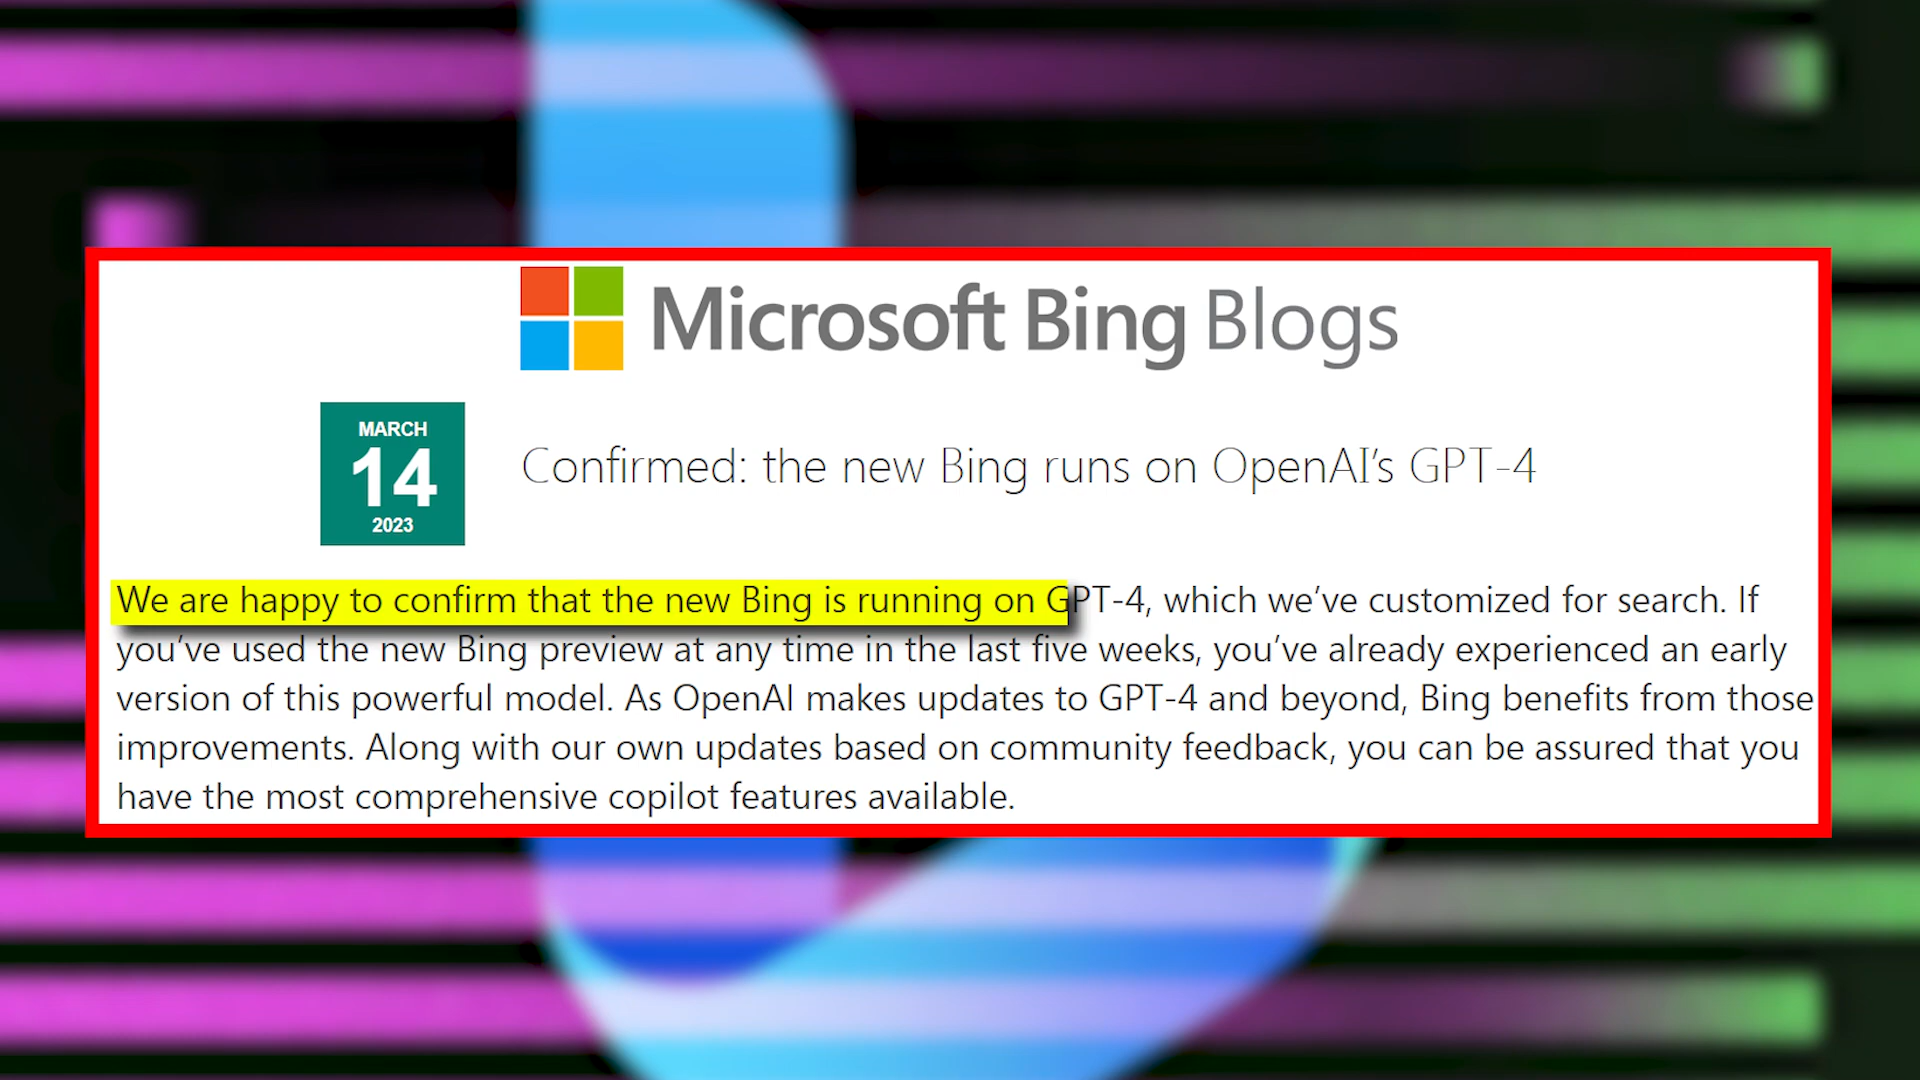 Microsoft Bing Blogs
MARCH
14
2023
Confirmed: the new Bing runs on OpenAI’s GPT-4
We are happy to confirm that the new Bing is running on GPT-4, which we’ve customized for search. If
you’ve used the new Bing preview at any time in the last five weeks, you’ve already experienced an early
version of this powerful model. As OpenAI makes updates to GPT-4 and beyond, Bing benefits from those
improvements. Along with our own updates based on community feedback, you can be assured that you
have the most comprehensive copilot features available.